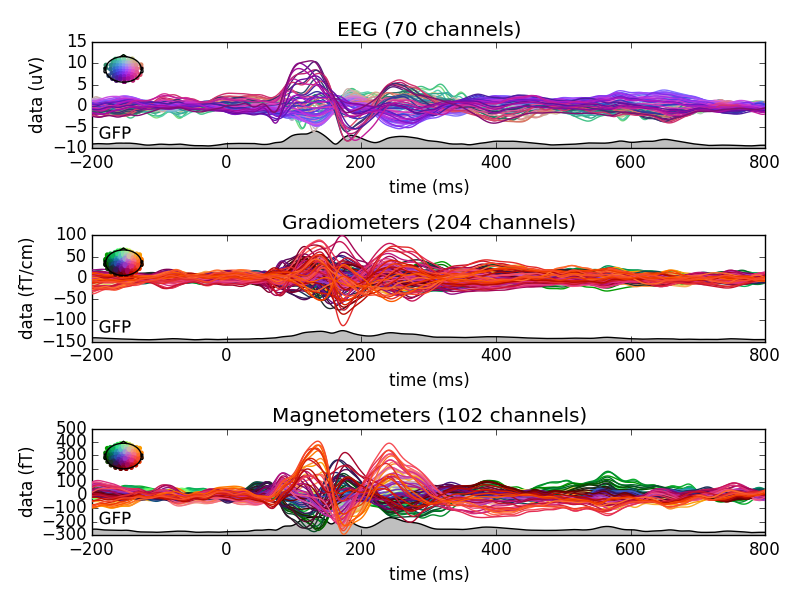 EEG (70 channels)
15
10
5
0
−5
−10
data (uV)
GFP
−200 0 200 400 600 800
time (ms)
Gradiometers (204 channels)
100
50
0
−50
−100
−150
data (fT/cm)
GFP
−200 0 200 400 600 800
time (ms)
Magnetometers (102 channels)
500
400
300
200
100
0
−100
−200
−300
data (fT)
GFP
−200 0 200 400 600 800
time (ms)